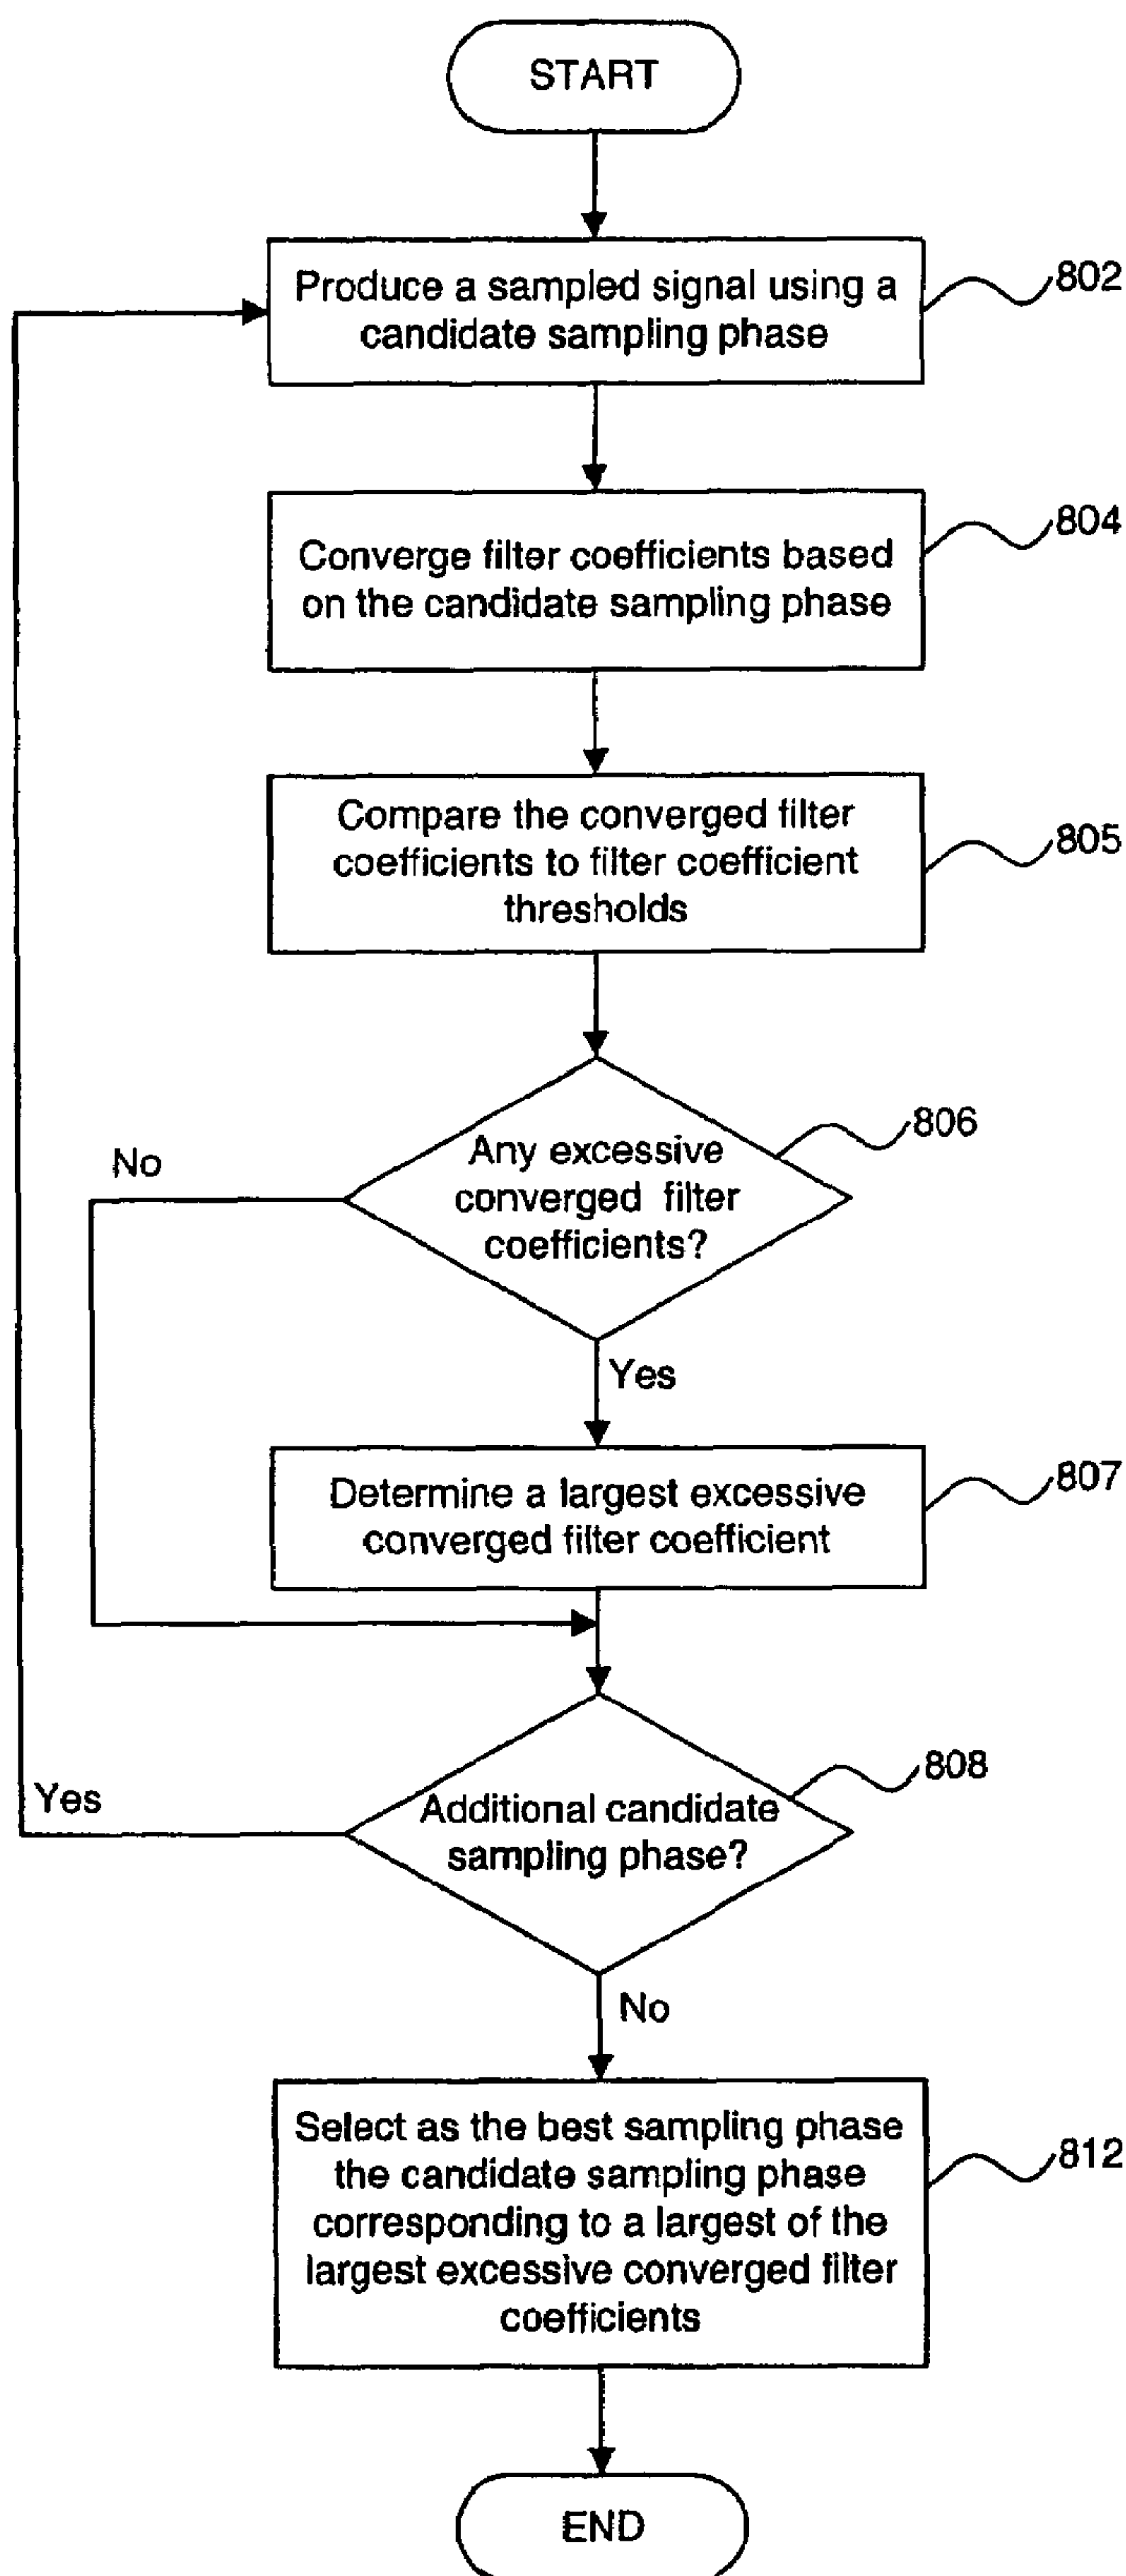 START
Produce a sampled signal using a
candidate sampling phase
802
Converge filter coefficients based
on the candidate sampling phase
804
Compare the converged filter
coefficients to filter coefficient
thresholds
805
Any excessive
converged filter
coefficients?
806
No
Yes
Determine a largest excessive
converged filter coefficient
807
Additional candidate
sampling phase?
808
Yes
No
Select as the best sampling phase
the candidate sampling phase
corresponding to a largest of the
largest excessive converged filter
coefficients
812
END